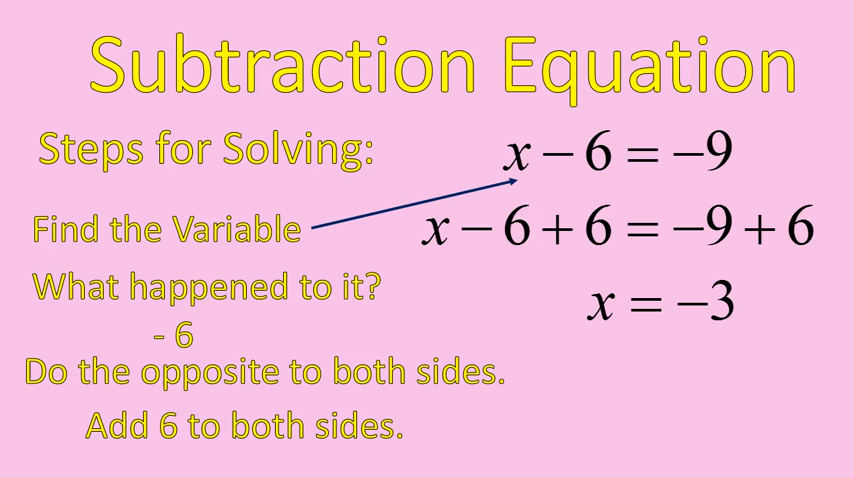 Subtraction Equation
Steps for Solving:
x − 6 = −9
Find the Variable
x − 6 + 6 = −9 + 6
What happened to it?
x = −3
- 6
Do the opposite to both sides.
Add 6 to both sides.